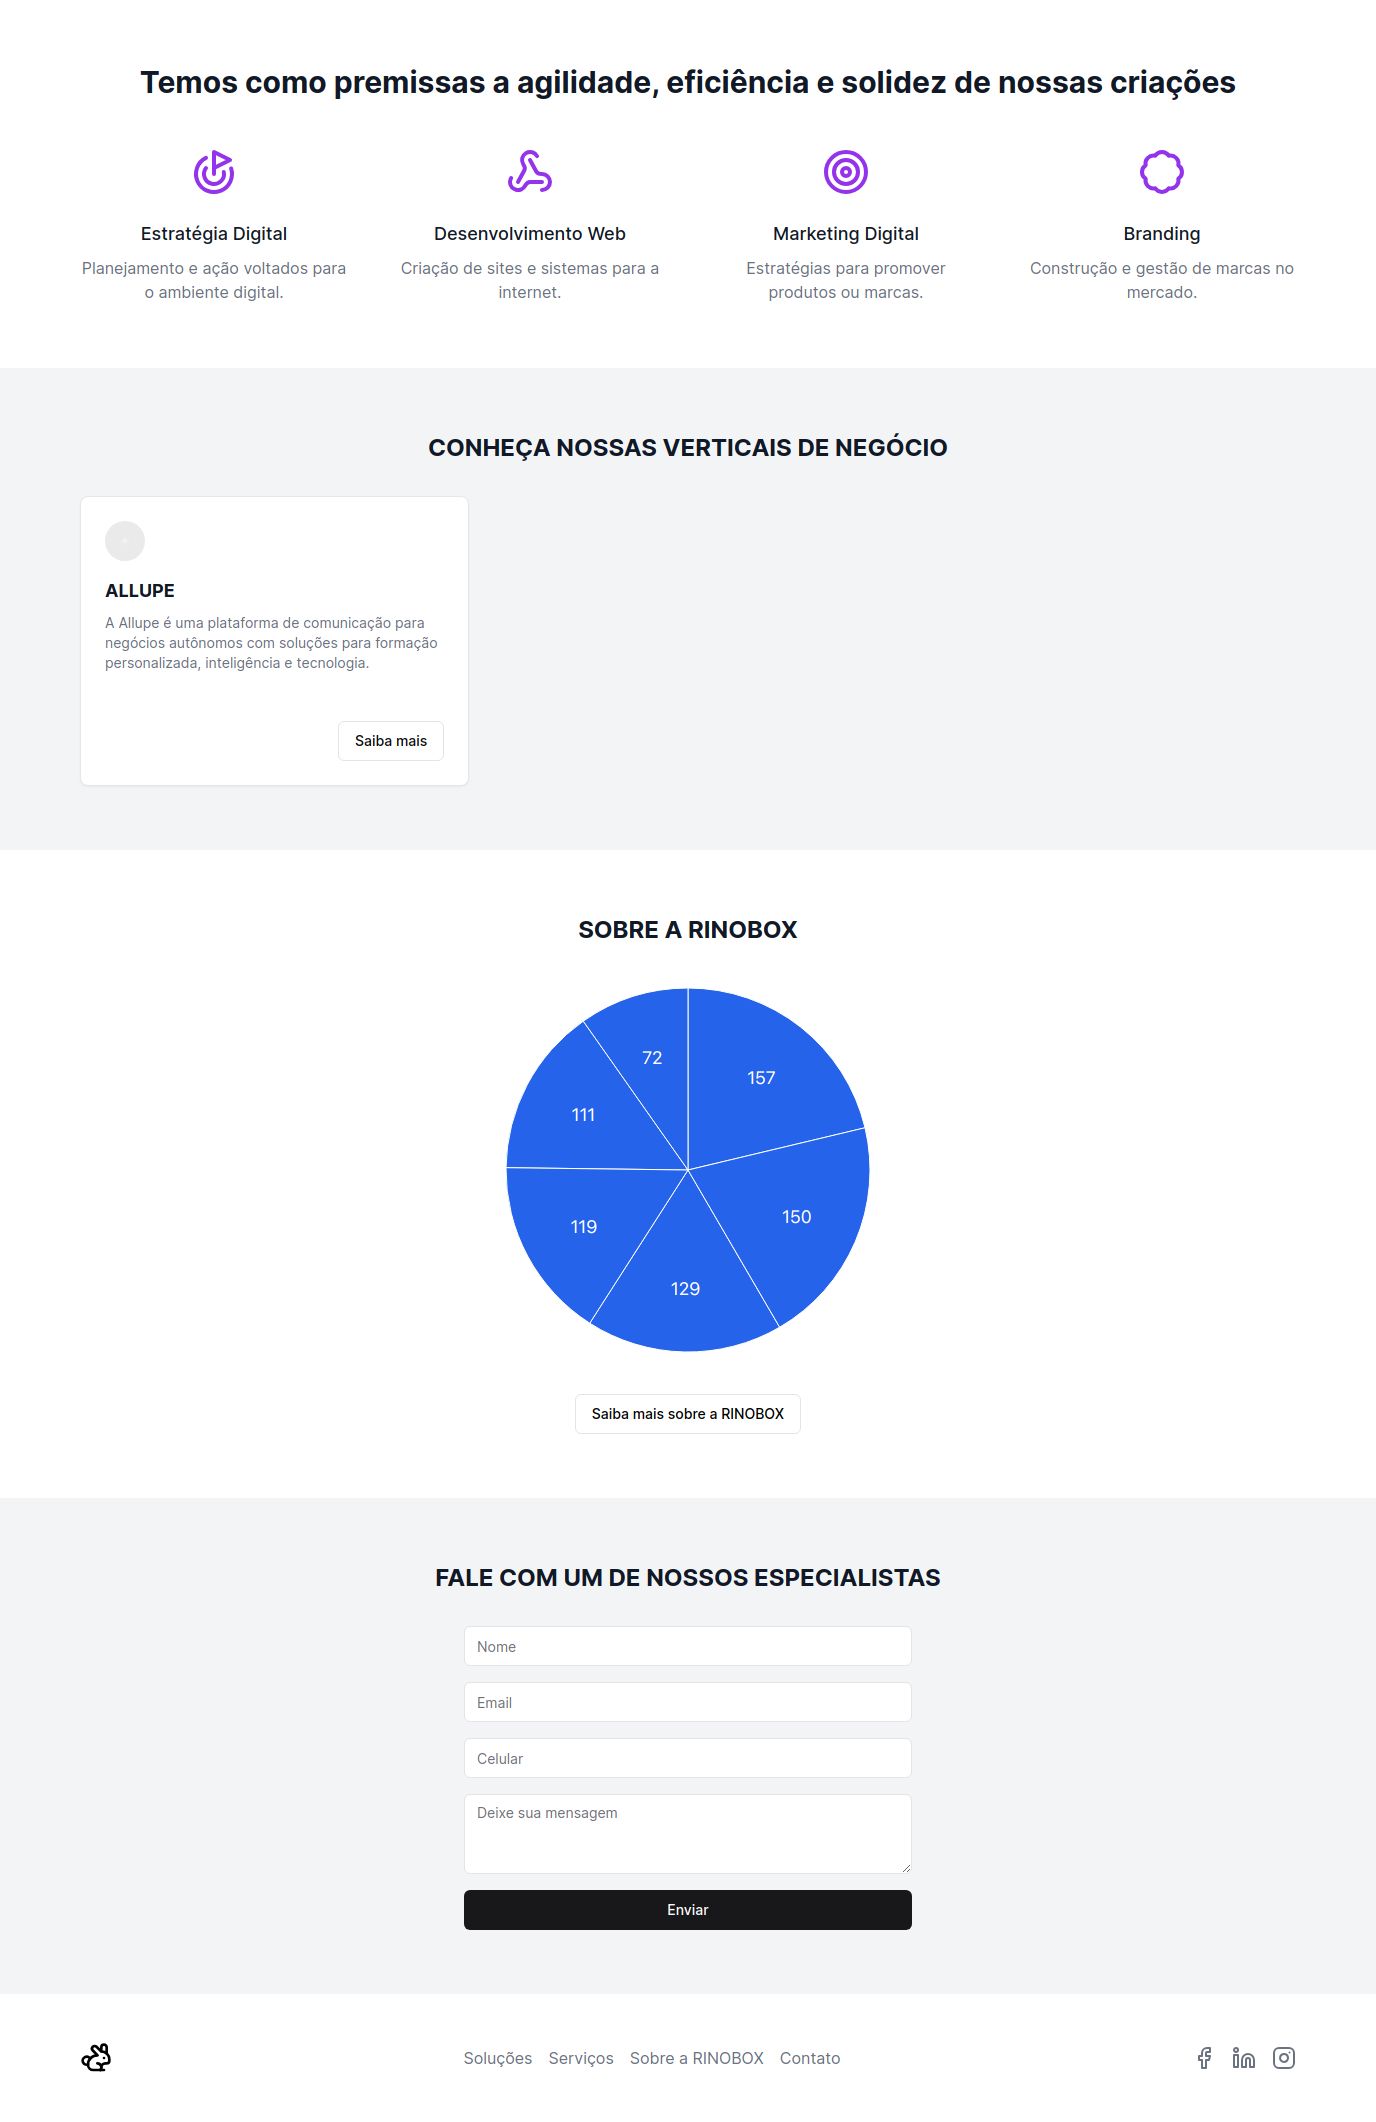 Temos como premissas a agilidade, eficiência e solidez de nossas criações
Estratégia Digital
Planejamento e ação voltados para
o ambiente digital.
Desenvolvimento Web
Criação de sites e sistemas para a
internet.
Marketing Digital
Estratégias para promover
produtos ou marcas.
Branding
Construção e gestão de marcas no
mercado.
CONHEÇA NOSSAS VERTICAIS DE NEGÓCIO
ALLUPE
A Allupe é uma plataforma de comunicação para
negócios autônomos com soluções para formação
personalizada, inteligência e tecnologia.
Saiba mais
SOBRE A RINOBOX
72
157
111
150
119
129
Saiba mais sobre a RINOBOX
FALE COM UM DE NOSSOS ESPECIALISTAS
Nome
Email
Celular
Deixe sua mensagem
Enviar
Soluções Serviços Sobre a RINOBOX Contato